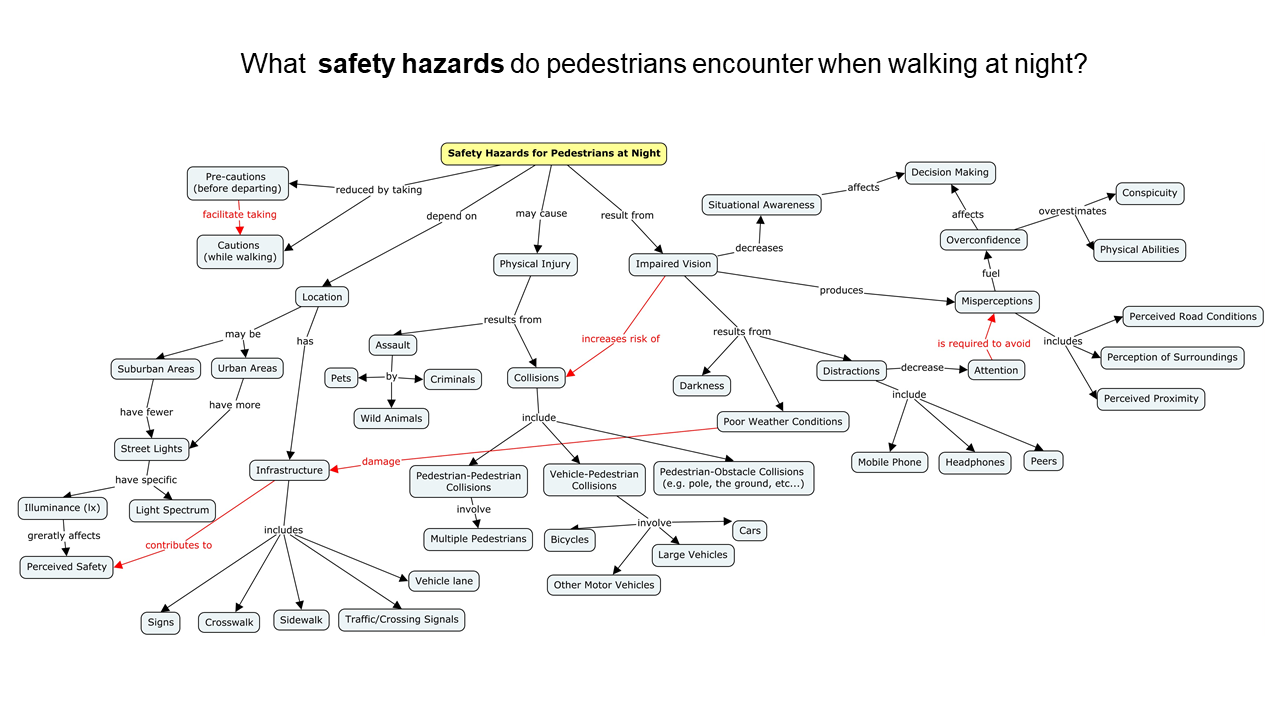 What safety hazards do pedestrians encounter when walking at night?
Safety Hazards for Pedestrians at Night
Pre-cautions
(before departing)
reduced by taking
facilitate taking
Cautions
(while walking)
depend on
may cause
result from
Situational Awareness
affects
Decision Making
decreases
affects
Overconfidence
overestimates
Conspicuity
Physical Abilities
Physical Injury
Impaired Vision
fuel
produces
Misperceptions
Location
may be
has
results from
Assault
increases risk of
results from
is required to avoid
includes
Perceived Road Conditions
Perception of Surroundings
Perceived Proximity
Suburban Areas
Urban Areas
Pets
by
Criminals
Collisions
Darkness
Distractions
decrease
Attention
have fewer
have more
Wild Animals
include
Poor Weather Conditions
include
Street Lights
Infrastructure
damage
Mobile Phone
Headphones
Peers
have specific
Pedestrian-Pedestrian
Collisions
Vehicle-Pedestrian
Collisions
Pedestrian-Obstacle Collisions
(e.g. pole, the ground, etc...)
Illuminance (lx)
Light Spectrum
involve
involve
greratly affects
contributes to
includes
Multiple Pedestrians
Bicycles
Cars
Large Vehicles
Other Motor Vehicles
Perceived Safety
Vehicle lane
Signs
Crosswalk
Sidewalk
Traffic/Crossing Signals